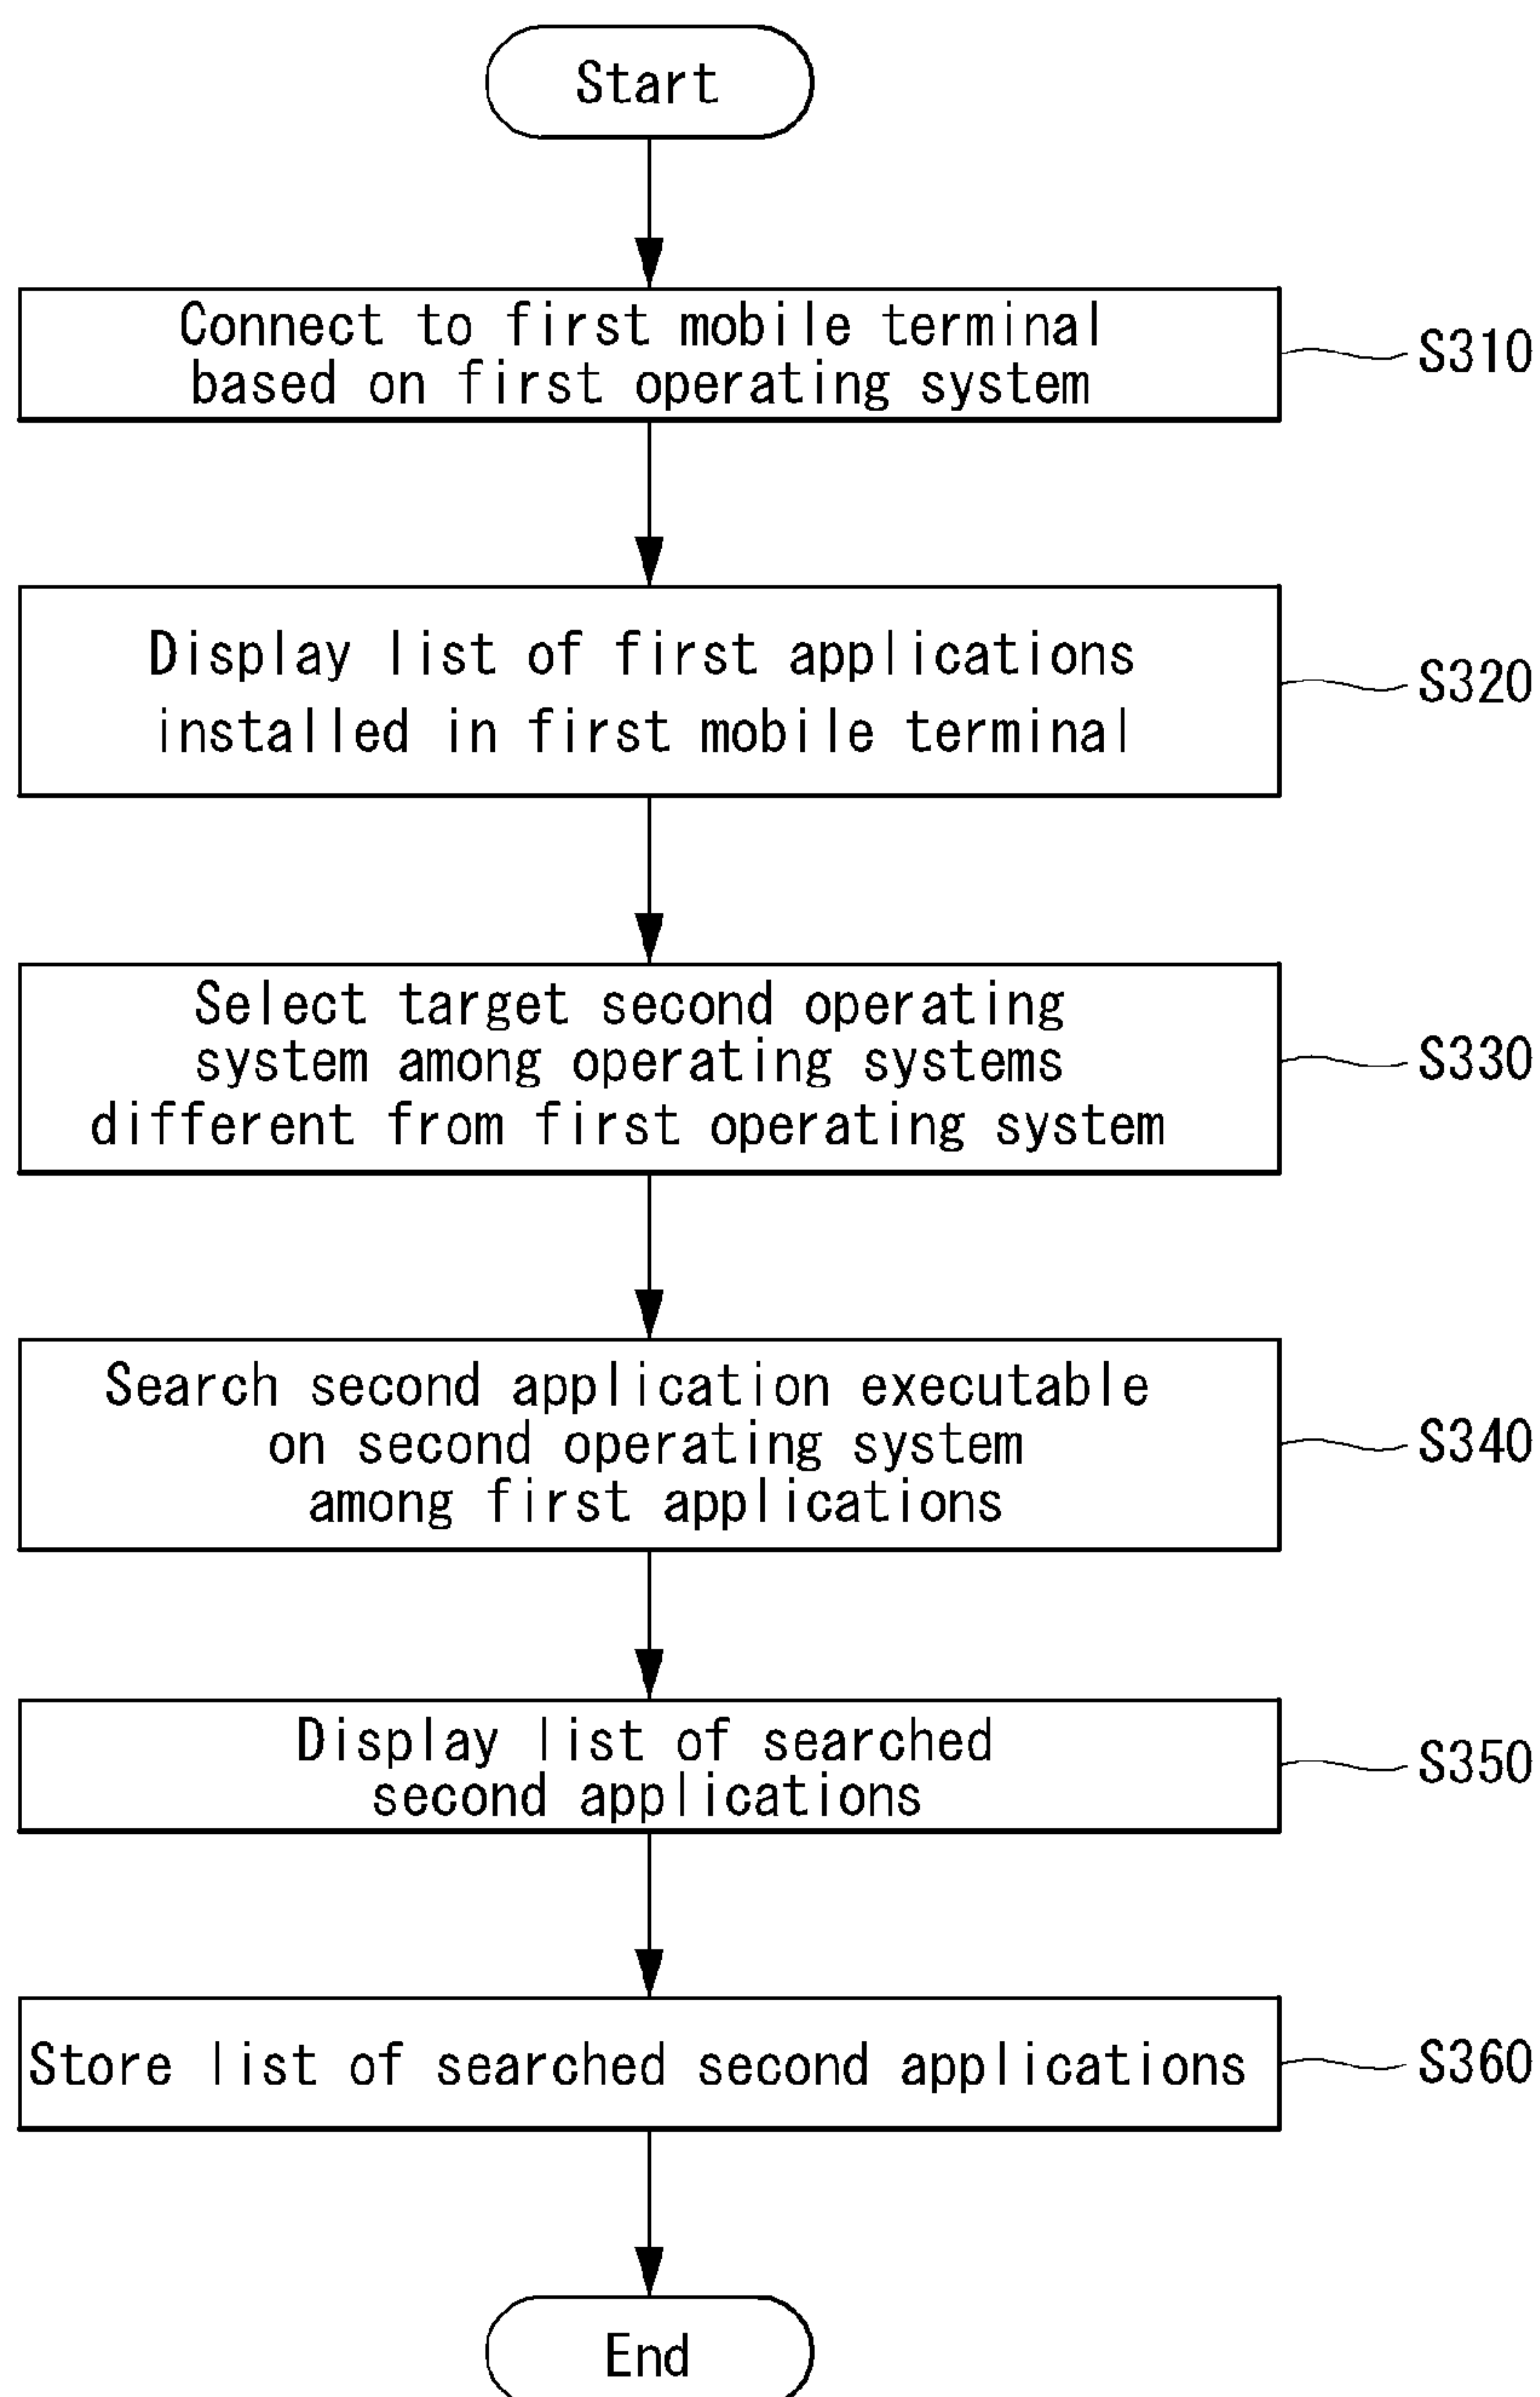 Start
Connect to first mobile terminal
based on first operating system
S310
Display list of first applications
installed in first mobile terminal
S320
Select target second operating
system among operating systems
different from first operating system
S330
Search second application executable
on second operating system
among first applications
S340
Display list of searched
second applications
S350
Store list of searched second applications
S360
End